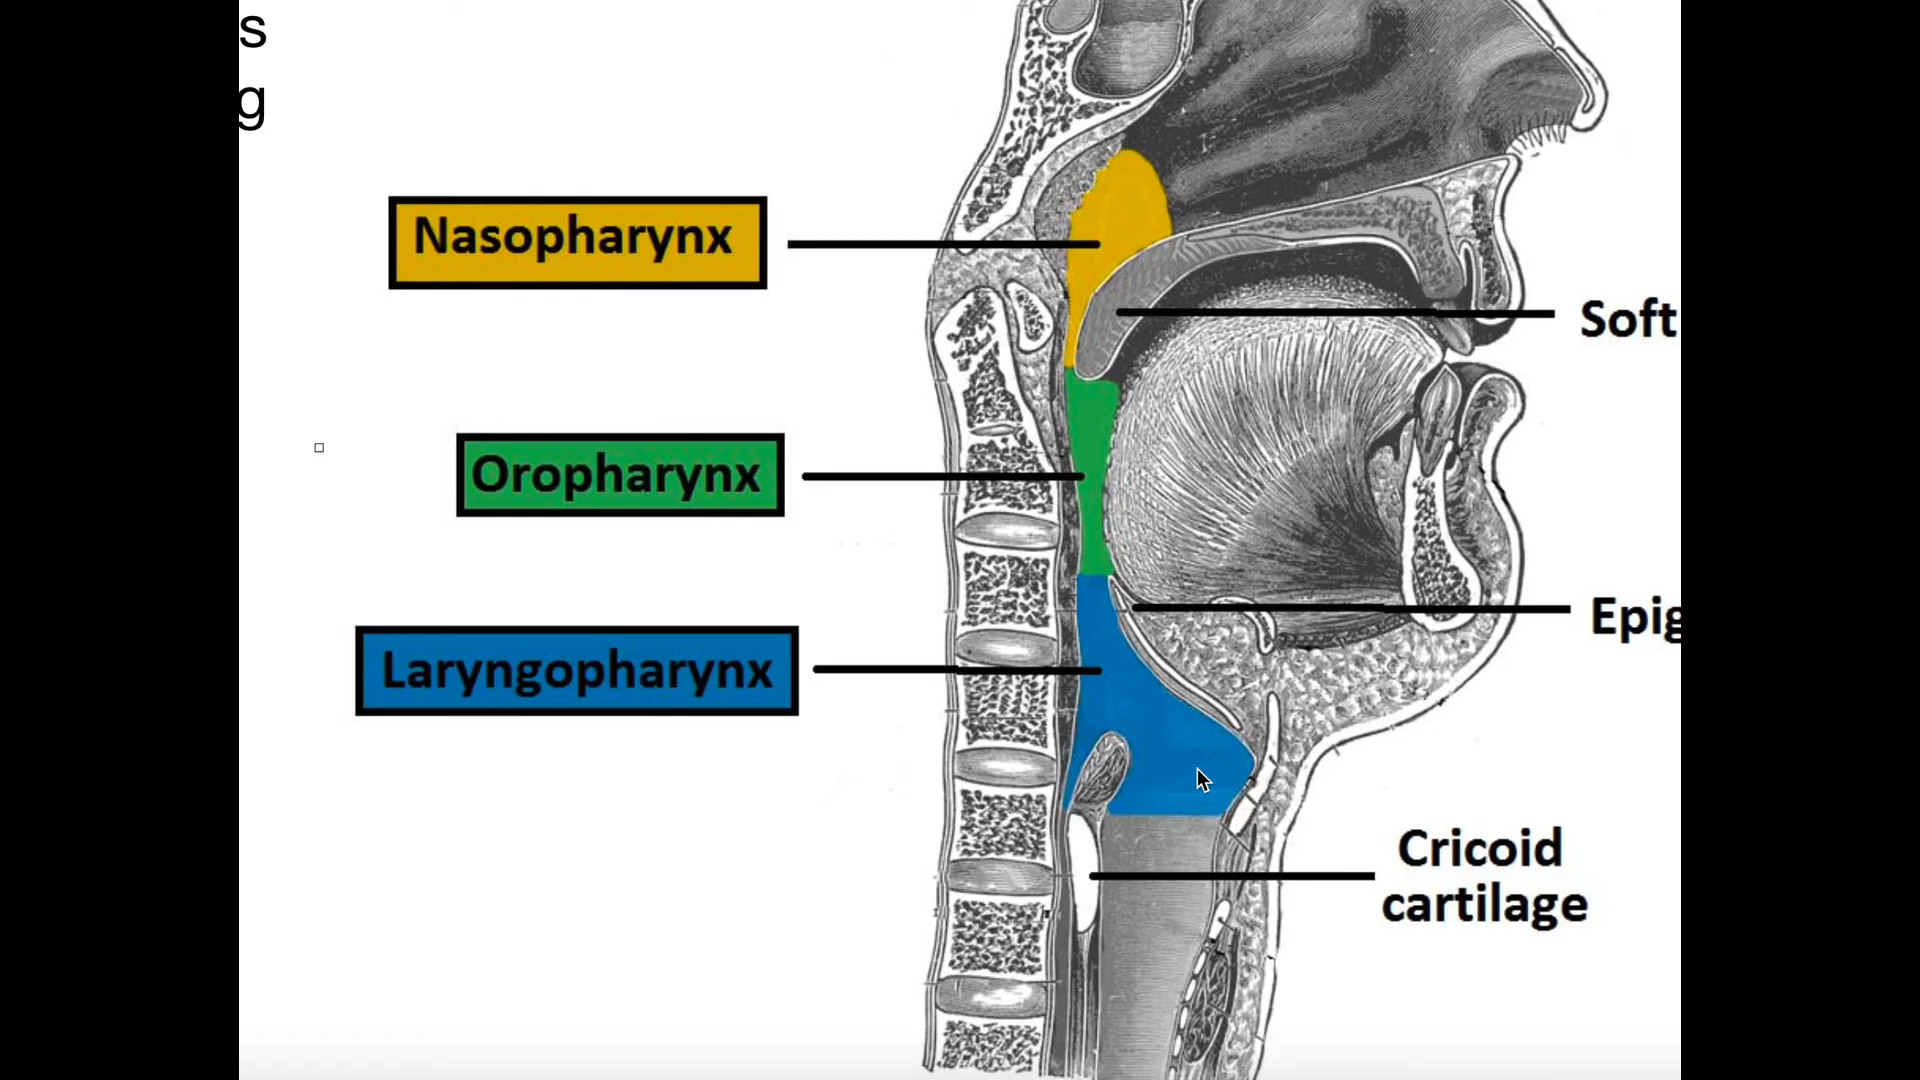 s
g
Nasopharynx
Soft
Oropharynx
Epig
Laryngopharynx
Cricoid
cartilage